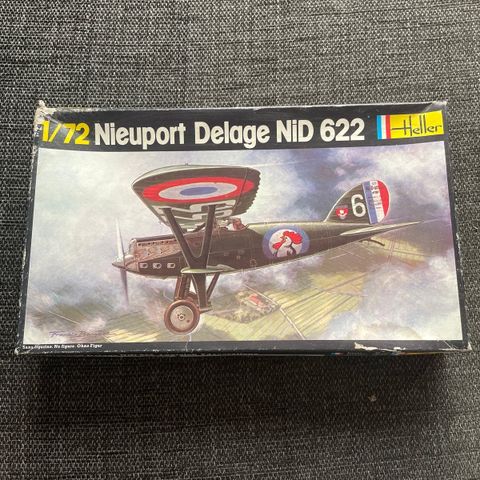 1/72 Nieuport Delage NiD 622 Heller
6
Sans figurine. No figure. Ohne Figur